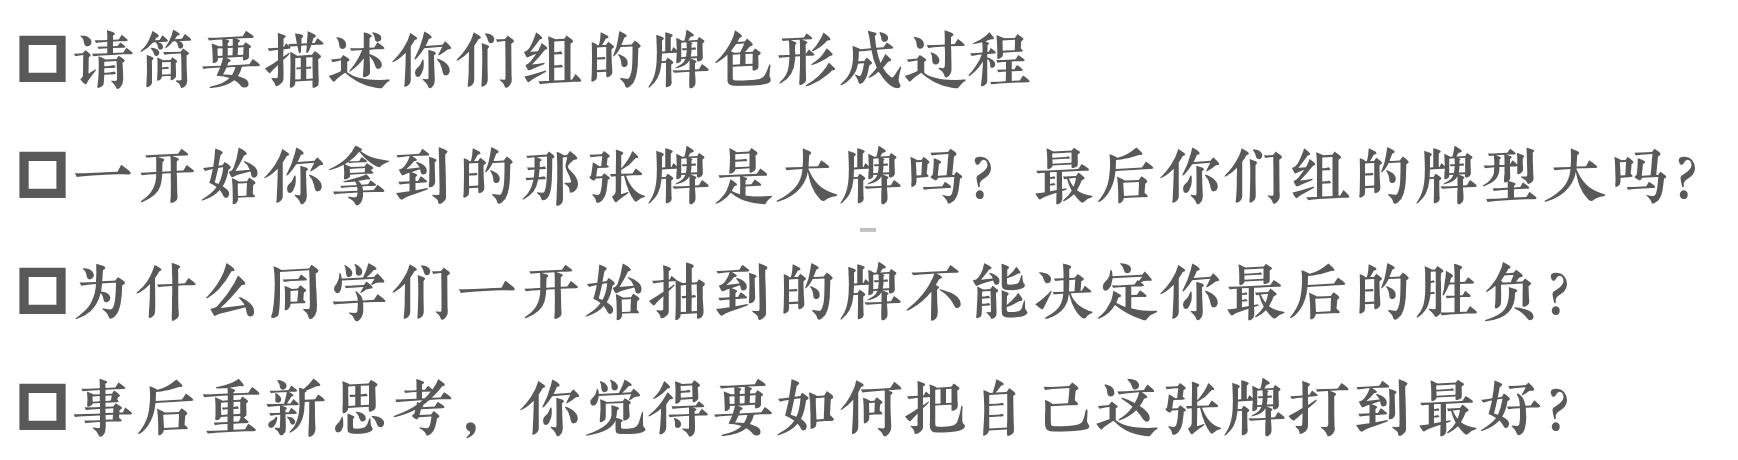 □请简要描述你们组的牌色形成过程
□一开始你拿到的那张牌是大牌吗？最后你们组的牌型大吗？
□为什么同学们一开始抽到的牌不能决定你最后的胜负？
□事后重新思考，你觉得要如何把自己这张牌打到最好？